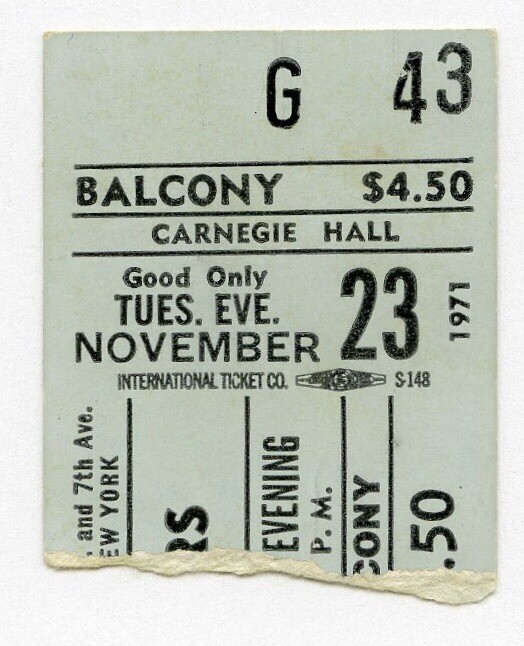 G 43
BALCONY $4.50
CARNEGIE HALL
Good Only
TUES. EVE.
NOVEMBER 23 1971
INTERNATIONAL TICKET CO. S-148
. and 7th Ave.
EW YORK
RS
EVENING
P. M.
CONY
.50